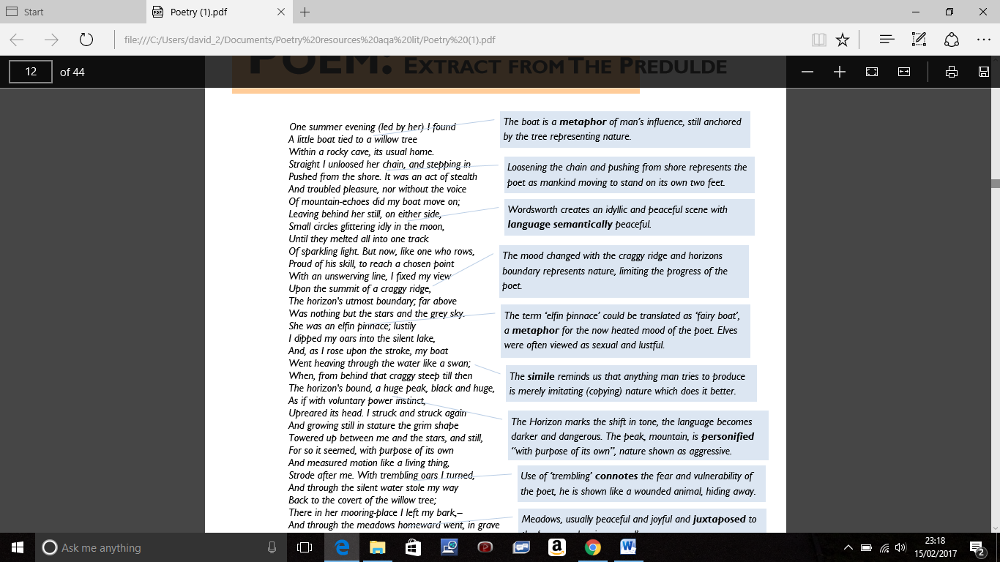 Start
Poetry (1).pdf
file:///C:/Users/david_2/Documents/Poetry%20resources%20aqa%20lit/Poetry%20(1).pdf
12 of 44
POEM: EXTRACT FROM THE PREDULDE
One summer evening (led by her) I found
A little boat tied to a willow tree
Within a rocky cave, its usual home.
Straight I unloosed her chain, and stepping in
Pushed from the shore. It was an act of stealth
And troubled pleasure, nor without the voice
Of mountain-echoes did my boat move on;
Leaving behind her still, on either side,
Small circles glittering idly in the moon,
Until they melted all into one track
Of sparkling light. But now, like one who rows,
Proud of his skill, to reach a chosen point
With an unswerving line, I fixed my view
Upon the summit of a craggy ridge,
The horizon's utmost boundary; far above
Was nothing but the stars and the grey sky.
She was an elfin pinnace; lustily
I dipped my oars into the silent lake,
And, as I rose upon the stroke, my boat
Went heaving through the water like a swan;
When, from behind that craggy steep till then
The horizon's bound, a huge peak, black and huge,
As if with voluntary power instinct,
Upreared its head. I struck and struck again
And growing still in stature the grim shape
Towered up between me and the stars, and still,
For so it seemed, with purpose of its own
And measured motion like a living thing,
Strode after me. With trembling oars I turned,
And through the silent water stole my way
Back to the covert of the willow tree;
There in her mooring-place I left my bark,–
And through the meadows homeward went, in grave
The boat is a metaphor of man's influence, still anchored
by the tree representing nature.
Loosening the chain and pushing from shore represents the
poet as mankind moving to stand on its own two feet.
Wordsworth creates an idyllic and peaceful scene with
language semantically peaceful.
The mood changed with the craggy ridge and horizons
boundary represents nature, limiting the progress of the
poet.
The term 'elfin pinnace' could be translated as 'fairy boat',
a metaphor for the now heated mood of the poet. Elves
were often viewed as sexual and lustful.
The simile reminds us that anything man tries to produce
is merely imitating (copying) nature which does it better.
The Horizon marks the shift in tone, the language becomes
darker and dangerous. The peak, mountain, is personified
“with purpose of its own”, nature shown as aggressive.
Use of 'trembling' connotes the fear and vulnerability of
the poet, he is shown like a wounded animal, hiding away.
Meadows, usually peaceful and joyful and juxtaposed to
Ask me anything
23:18
15/02/2017
2